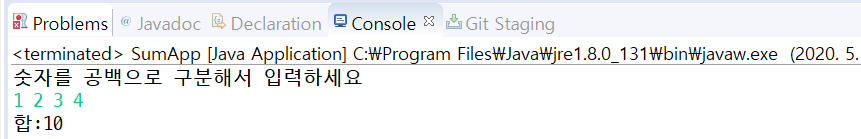 Problems @ Javadoc Declaration Console Git Staging
<terminated> SumApp [Java Application] C:₩Program Files₩Java₩jre1.8.0_131₩bin₩javaw.exe (2020. 5.
숫자를 공백으로 구분해서 입력하세요
1 2 3 4
합:10